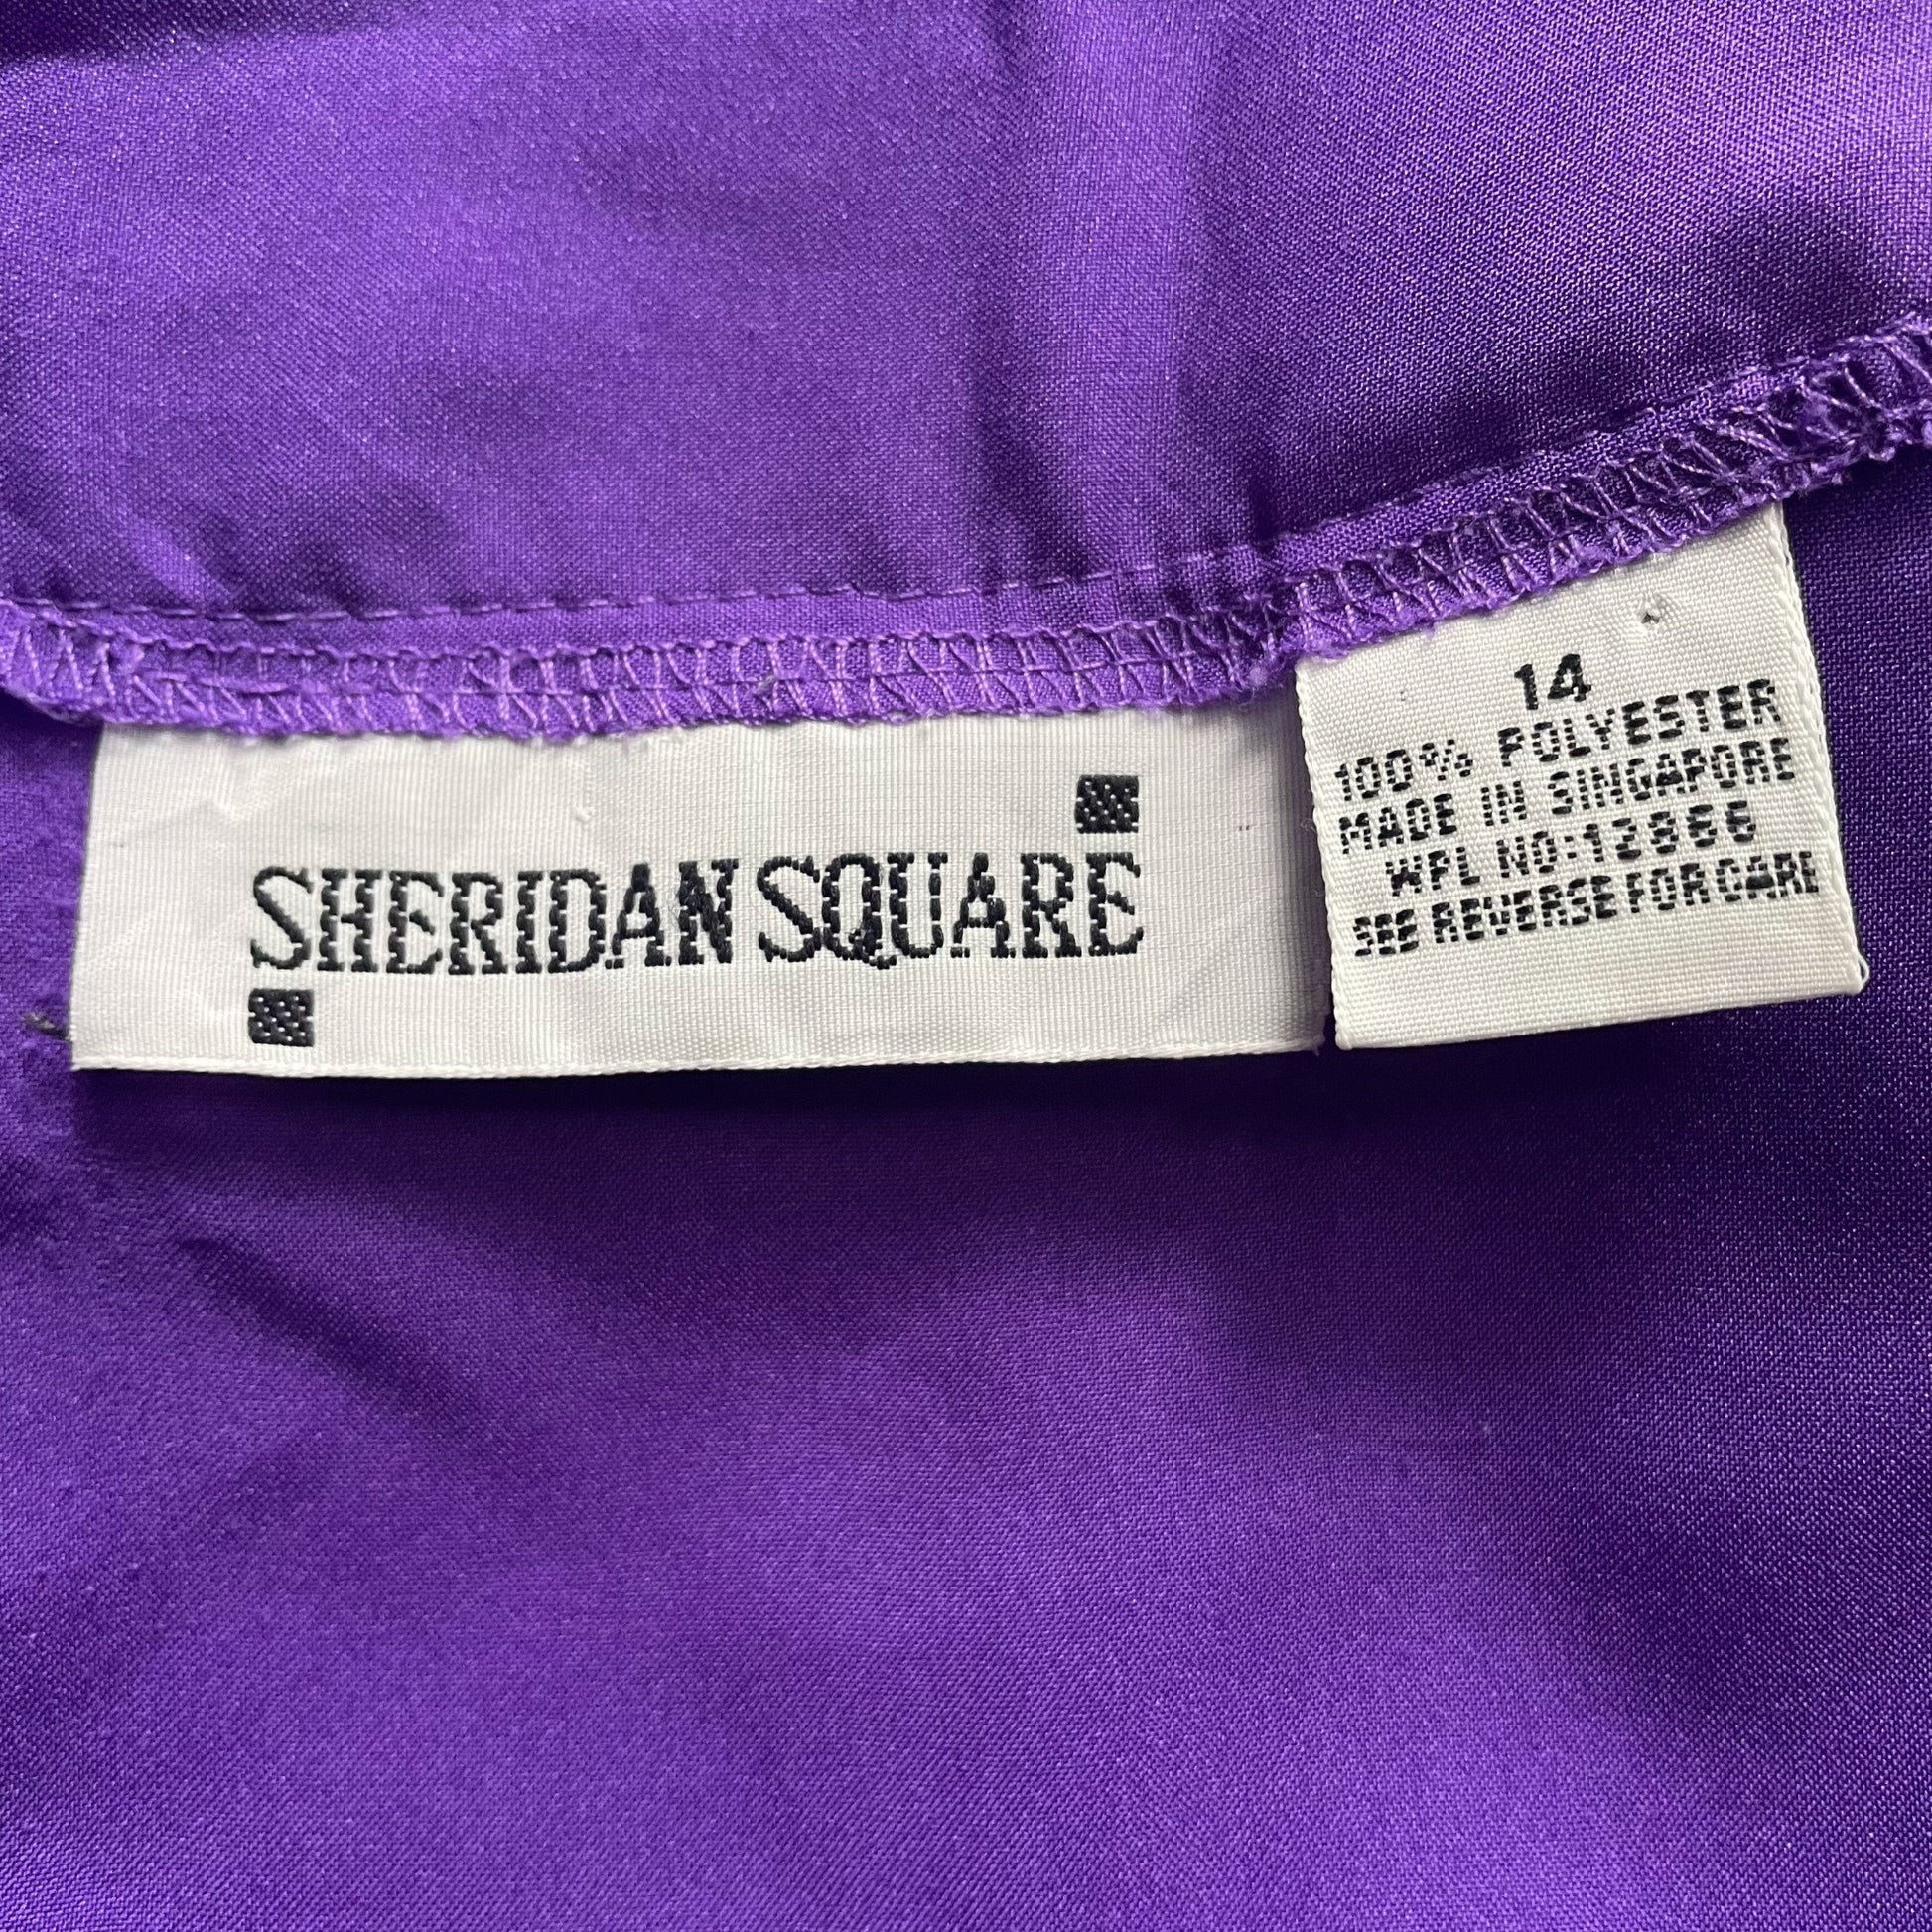 SHERIDAN SQUARE
14
100% POLYESTER
MADE IN SINGAPORE
WPL NO:12866
SEE REVERSE FOR CARE